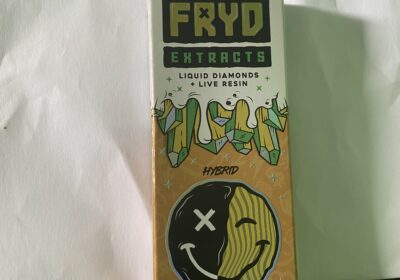 FRYD
EXTRACTS
LIQUID DIAMONDS
+ LIVE RESIN
HYBRID